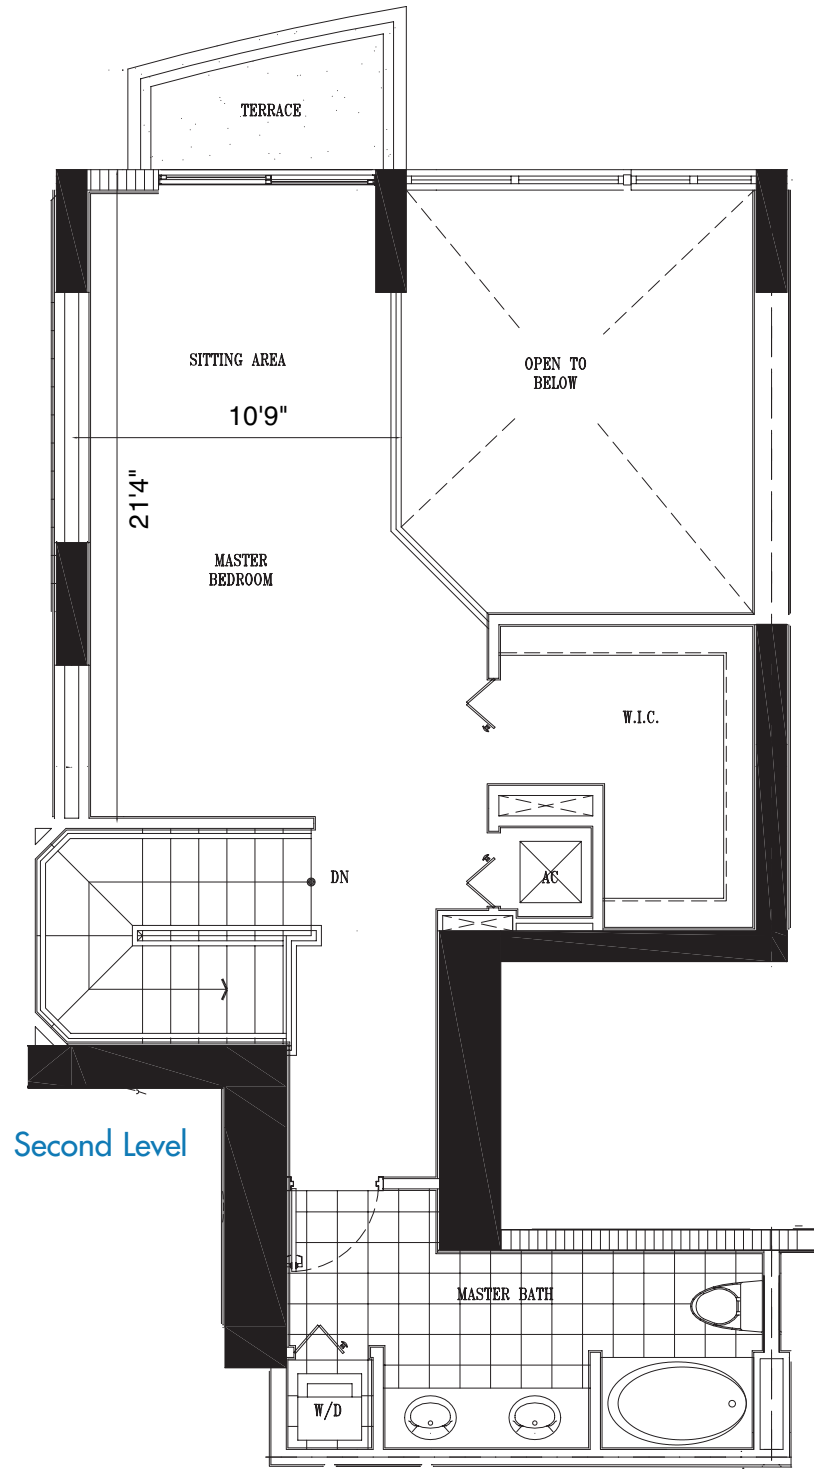 TERRACE
SITTING AREA
OPEN TO
BELOW
10'9"
21'4"
MASTER
BEDROOM
W.I.C.
DN
AC
Second Level
MASTER BATH
W/D